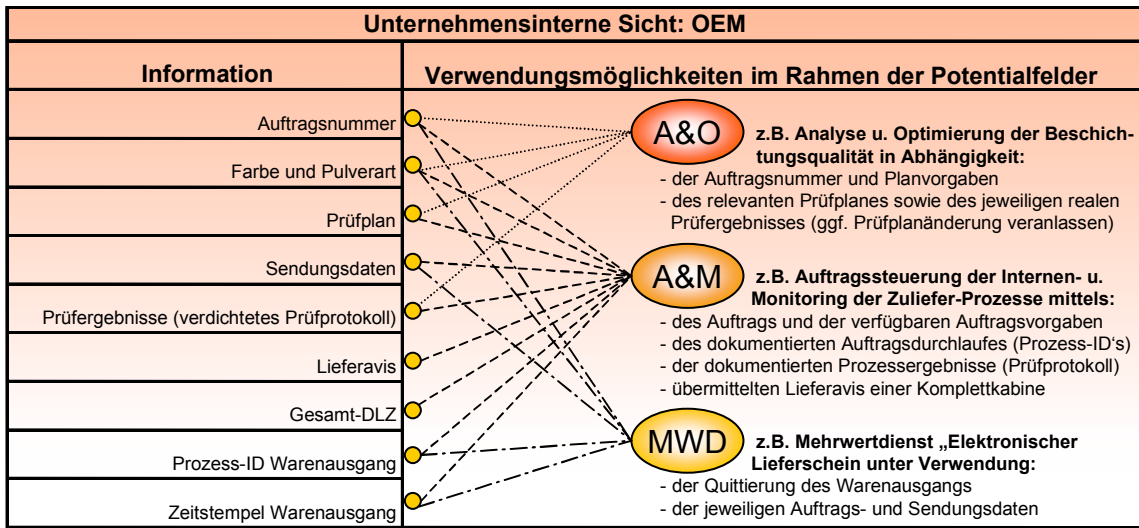 Unternehmensinterne Sicht: OEM
Information
Verwendungsmöglichkeiten im Rahmen der Potentialfelder
Auftragsnummer
Farbe und Pulverart
Prüfplan
Sendungsdaten
Prüfergebnisse (verdichtetes Prüfprotokoll)
Lieferavis
Gesamt-DLZ
Prozess-ID Warenausgang
Zeitstempel Warenausgang
A&O
z.B. Analyse u. Optimierung der Beschich-
tungsqualität in Abhängigkeit:
- der Auftragsnummer und Planvorgaben
- des relevanten Prüfplanes sowie des jeweiligen realen
Prüfergebnisses (ggf. Prüfplanänderung veranlassen)
A&M
z.B. Auftragssteuerung der Internen- u.
Monitoring der Zuliefer-Prozesse mittels:
- des Auftrags und der verfügbaren Auftragsvorgaben
- des dokumentierten Auftragsdurchlaufes (Prozess-ID‘s)
- der dokumentierten Prozessergebnisse (Prüfprotokoll)
- übermittelten Lieferavis einer Komplettkabine
MWD
z.B. Mehrwertdienst „Elektronischer
Lieferschein unter Verwendung:
- der Quittierung des Warenausgangs
- der jeweiligen Auftrags- und Sendungsdaten